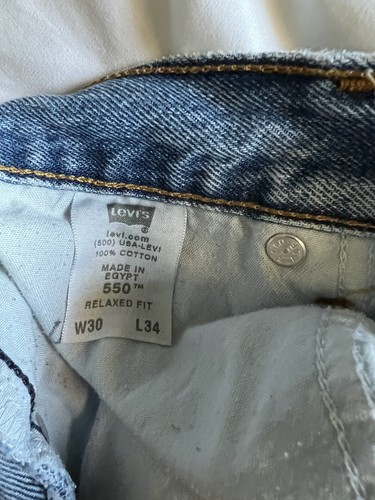 Levi's
®
levi.com
(800) USA-LEVI
100% COTTON
MADE IN
EGYPT
550™
RELAXED FIT
W30 L34